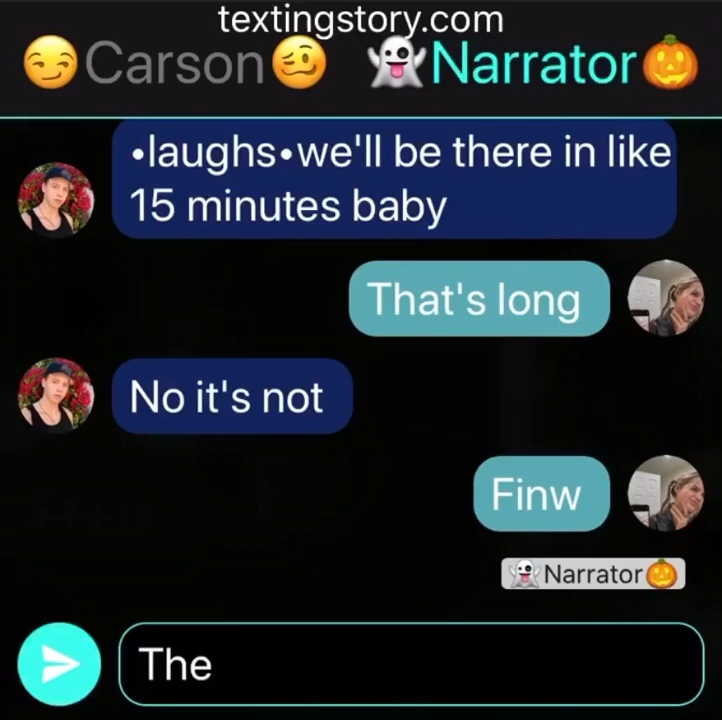 textingstory.com
😏Carson🥴 👻Narrator🎃
•laughs•we'll be there in like
15 minutes baby
That's long
No it's not
Finw
👻Narrator🎃
The